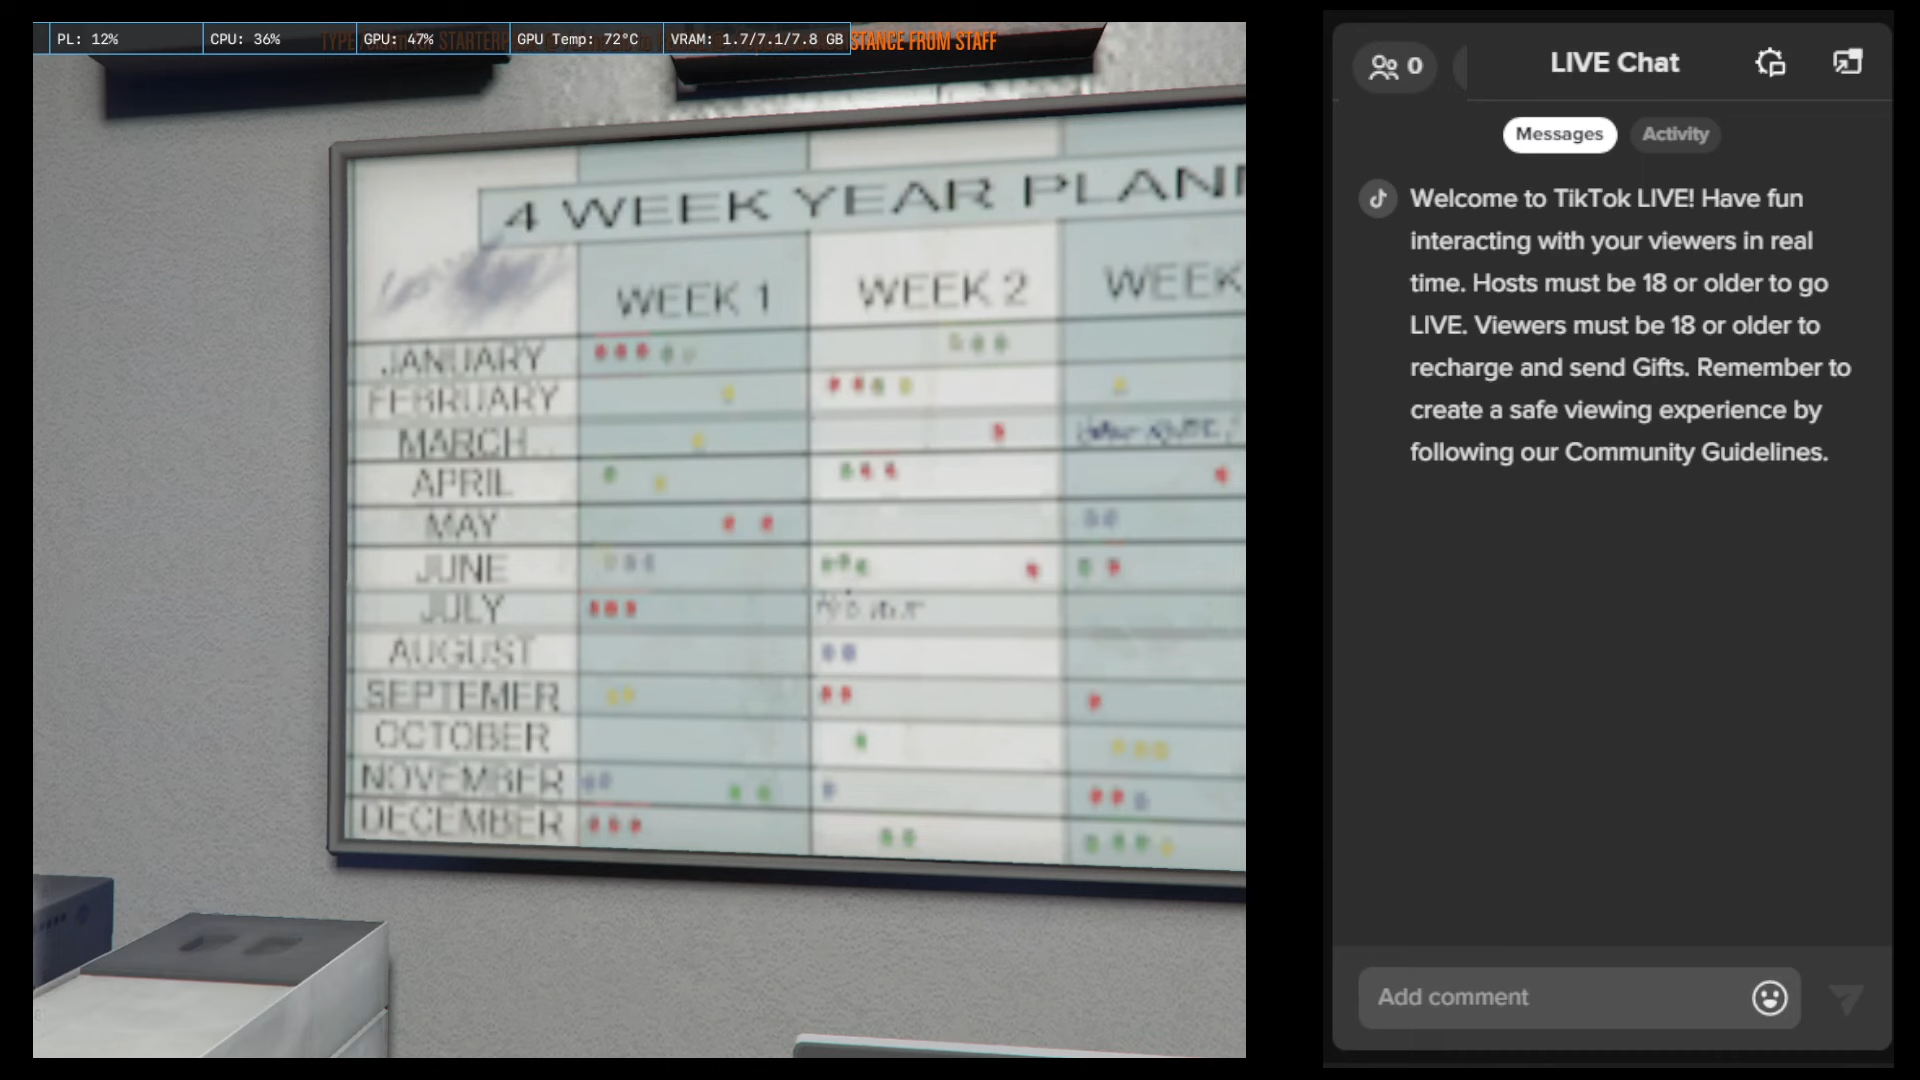 PL: 12% CPU: 36% GPU: 47% GPU Temp: 72°C VRAM: 1.7/7.1/7.8 GB STANCE FROM STAFF
4 WEEK YEAR PLANN
WEEK 1 WEEK 2 WEEK
JANUARY
FEBRUARY
MARCH
APRIL
MAY
JUNE
JULY
AUGUST
SEPTEMER
OCTOBER
NOVEMBER
DECEMBER
0 LIVE Chat
Messages Activity
Welcome to TikTok LIVE! Have fun
interacting with your viewers in real
time. Hosts must be 18 or older to go
LIVE. Viewers must be 18 or older to
recharge and send Gifts. Remember to
create a safe viewing experience by
following our Community Guidelines.
Add comment